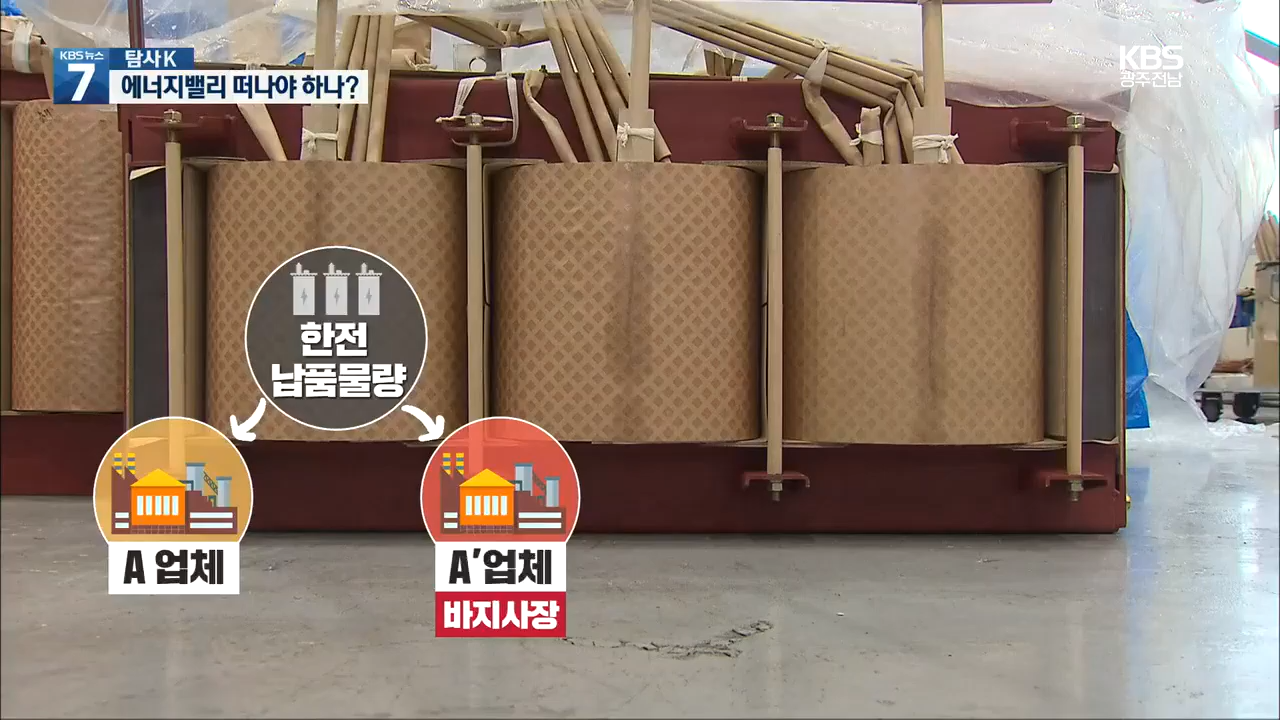 KBS 뉴스
7
탐사K
에너지밸리 떠나야 하나?
KBS
광주전남
한전
납품물량
A 업체
A′업체
바지사장